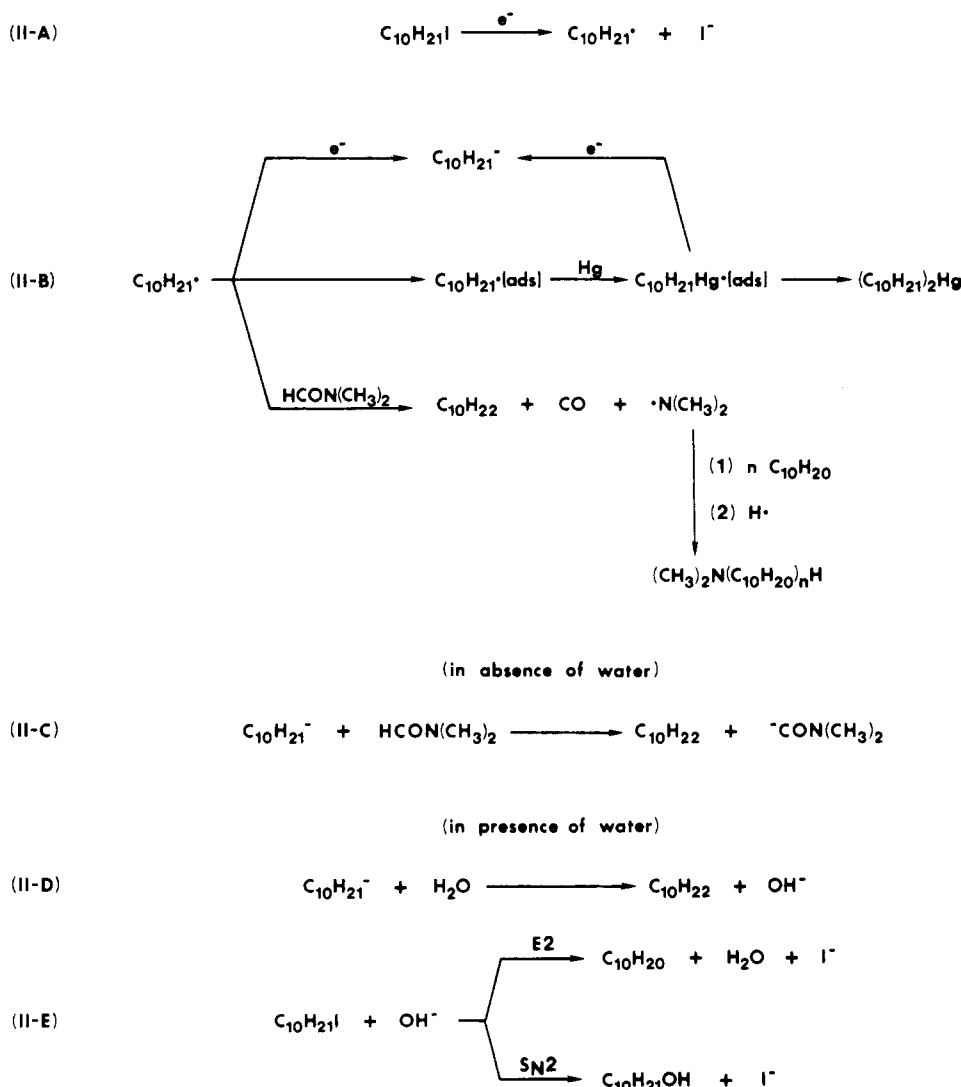 (II-A) C₁₀H₂₁I e⁻ C₁₀H₂₁· + I⁻
e⁻ C₁₀H₂₁⁻ e⁻
(II-B) C₁₀H₂₁· C₁₀H₂₁·(ads) Hg C₁₀H₂₁Hg·(ads) (C₁₀H₂₁)₂Hg
HCON(CH₃)₂ C₁₀H₂₂ + CO + ·N(CH₃)₂
(1) n C₁₀H₂₀
(2) H·
(CH₃)₂N(C₁₀H₂₀)ₙH
(in absence of water)
(II-C) C₁₀H₂₁⁻ + HCON(CH₃)₂ C₁₀H₂₂ + ⁻CON(CH₃)₂
(in presence of water)
(II-D) C₁₀H₂₁⁻ + H₂O C₁₀H₂₂ + OH⁻
E2 C₁₀H₂₀ + H₂O + I⁻
(II-E) C₁₀H₂₁I + OH⁻
SN2 C₁₀H₂₁OH + I⁻